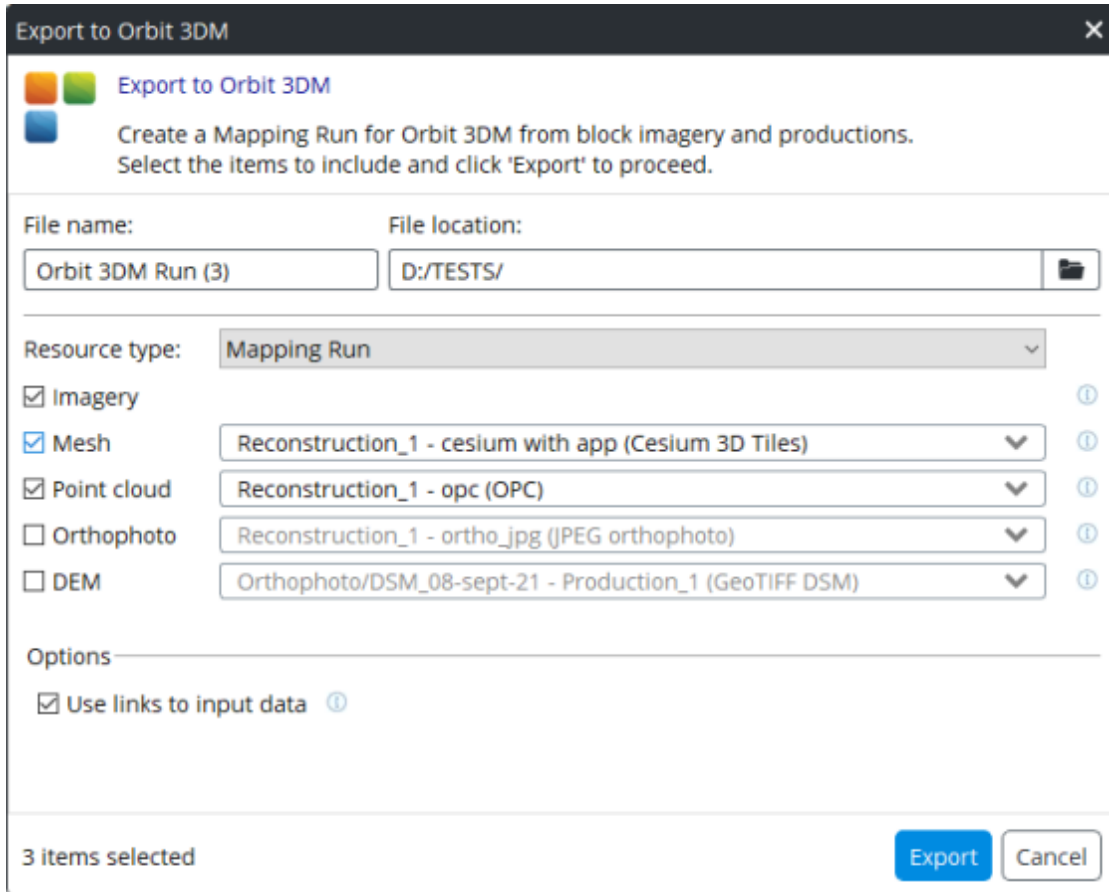 Export to Orbit 3DM
Export to Orbit 3DM
Create a Mapping Run for Orbit 3DM from block imagery and productions.
Select the items to include and click 'Export' to proceed.
File name: File location:
Orbit 3DM Run (3) D:/TESTS/
Resource type: Mapping Run
Imagery
Mesh Reconstruction_1 - cesium with app (Cesium 3D Tiles)
Point cloud Reconstruction_1 - opc (OPC)
Orthophoto Reconstruction_1 - ortho_jpg (JPEG orthophoto)
DEM Orthophoto/DSM_08-sept-21 - Production_1 (GeoTIFF DSM)
Options
Use links to input data
3 items selected Export Cancel